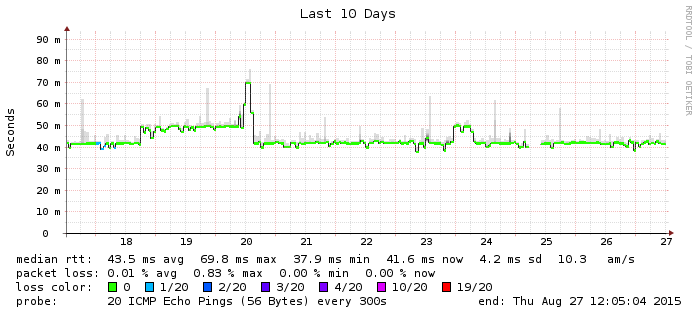 Last 10 Days
RRDTOOL / TOBI OETIKER
Seconds
90 m
80 m
70 m
60 m
50 m
40 m
30 m
20 m
10 m
0
18 19 20 21 22 23 24 25 26 27
median rtt: 43.5 ms avg 69.8 ms max 37.9 ms min 41.6 ms now 4.2 ms sd 10.3 am/s
packet loss: 0.01 % avg 0.83 % max 0.00 % min 0.00 % now
loss color: 0 1/20 2/20 3/20 4/20 10/20 19/20
probe: 20 ICMP Echo Pings (56 Bytes) every 300s end: Thu Aug 27 12:05:04 2015